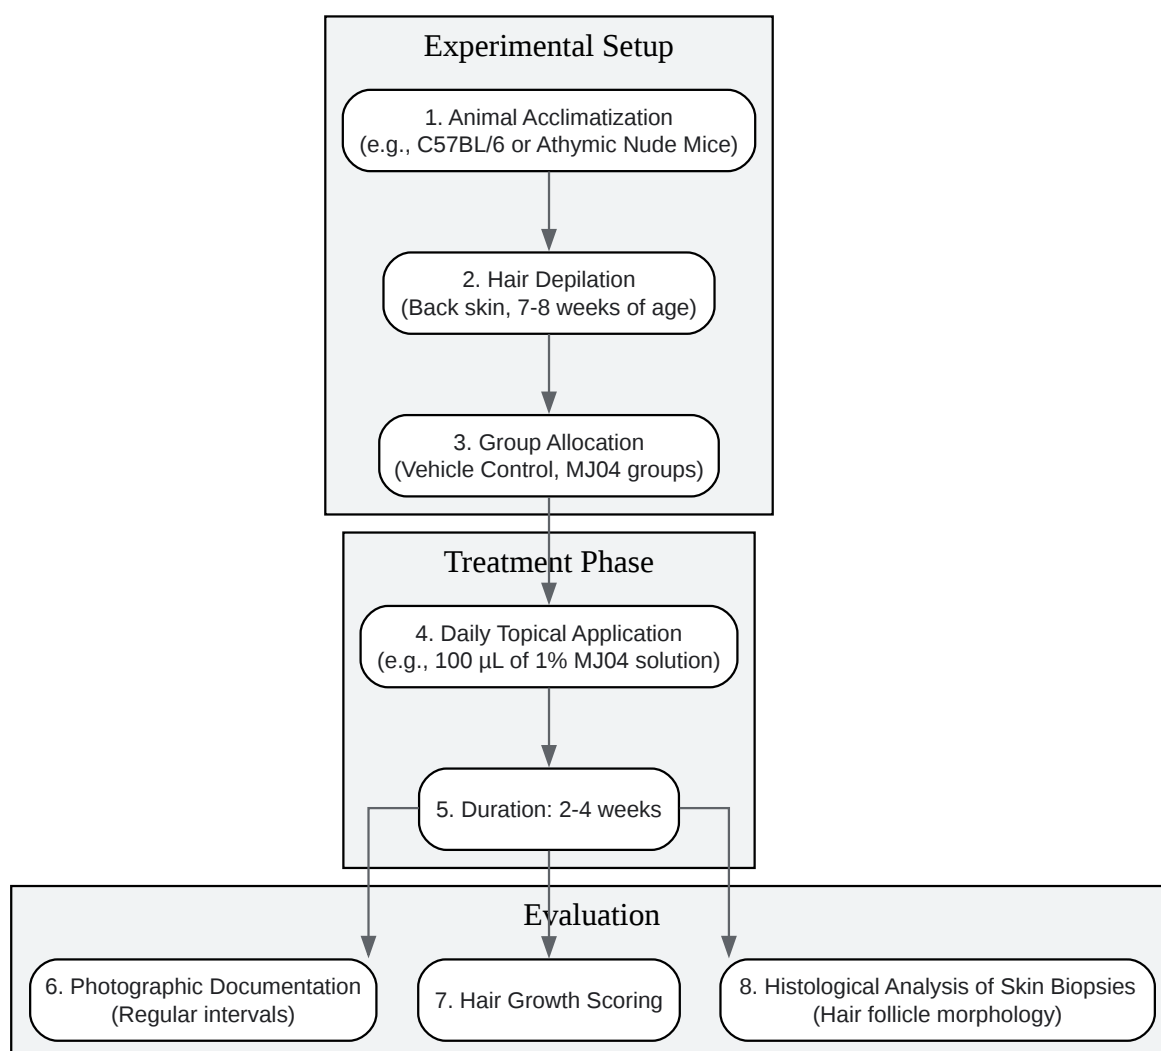 Experimental Setup
1. Animal Acclimatization
(e.g., C57BL/6 or Athymic Nude Mice)
2. Hair Depilation
(Back skin, 7-8 weeks of age)
3. Group Allocation
(Vehicle Control, MJ04 groups)
Treatment Phase
4. Daily Topical Application
(e.g., 100 µL of 1% MJ04 solution)
5. Duration: 2-4 weeks
Evaluation
6. Photographic Documentation
(Regular intervals)
7. Hair Growth Scoring
8. Histological Analysis of Skin Biopsies
(Hair follicle morphology)